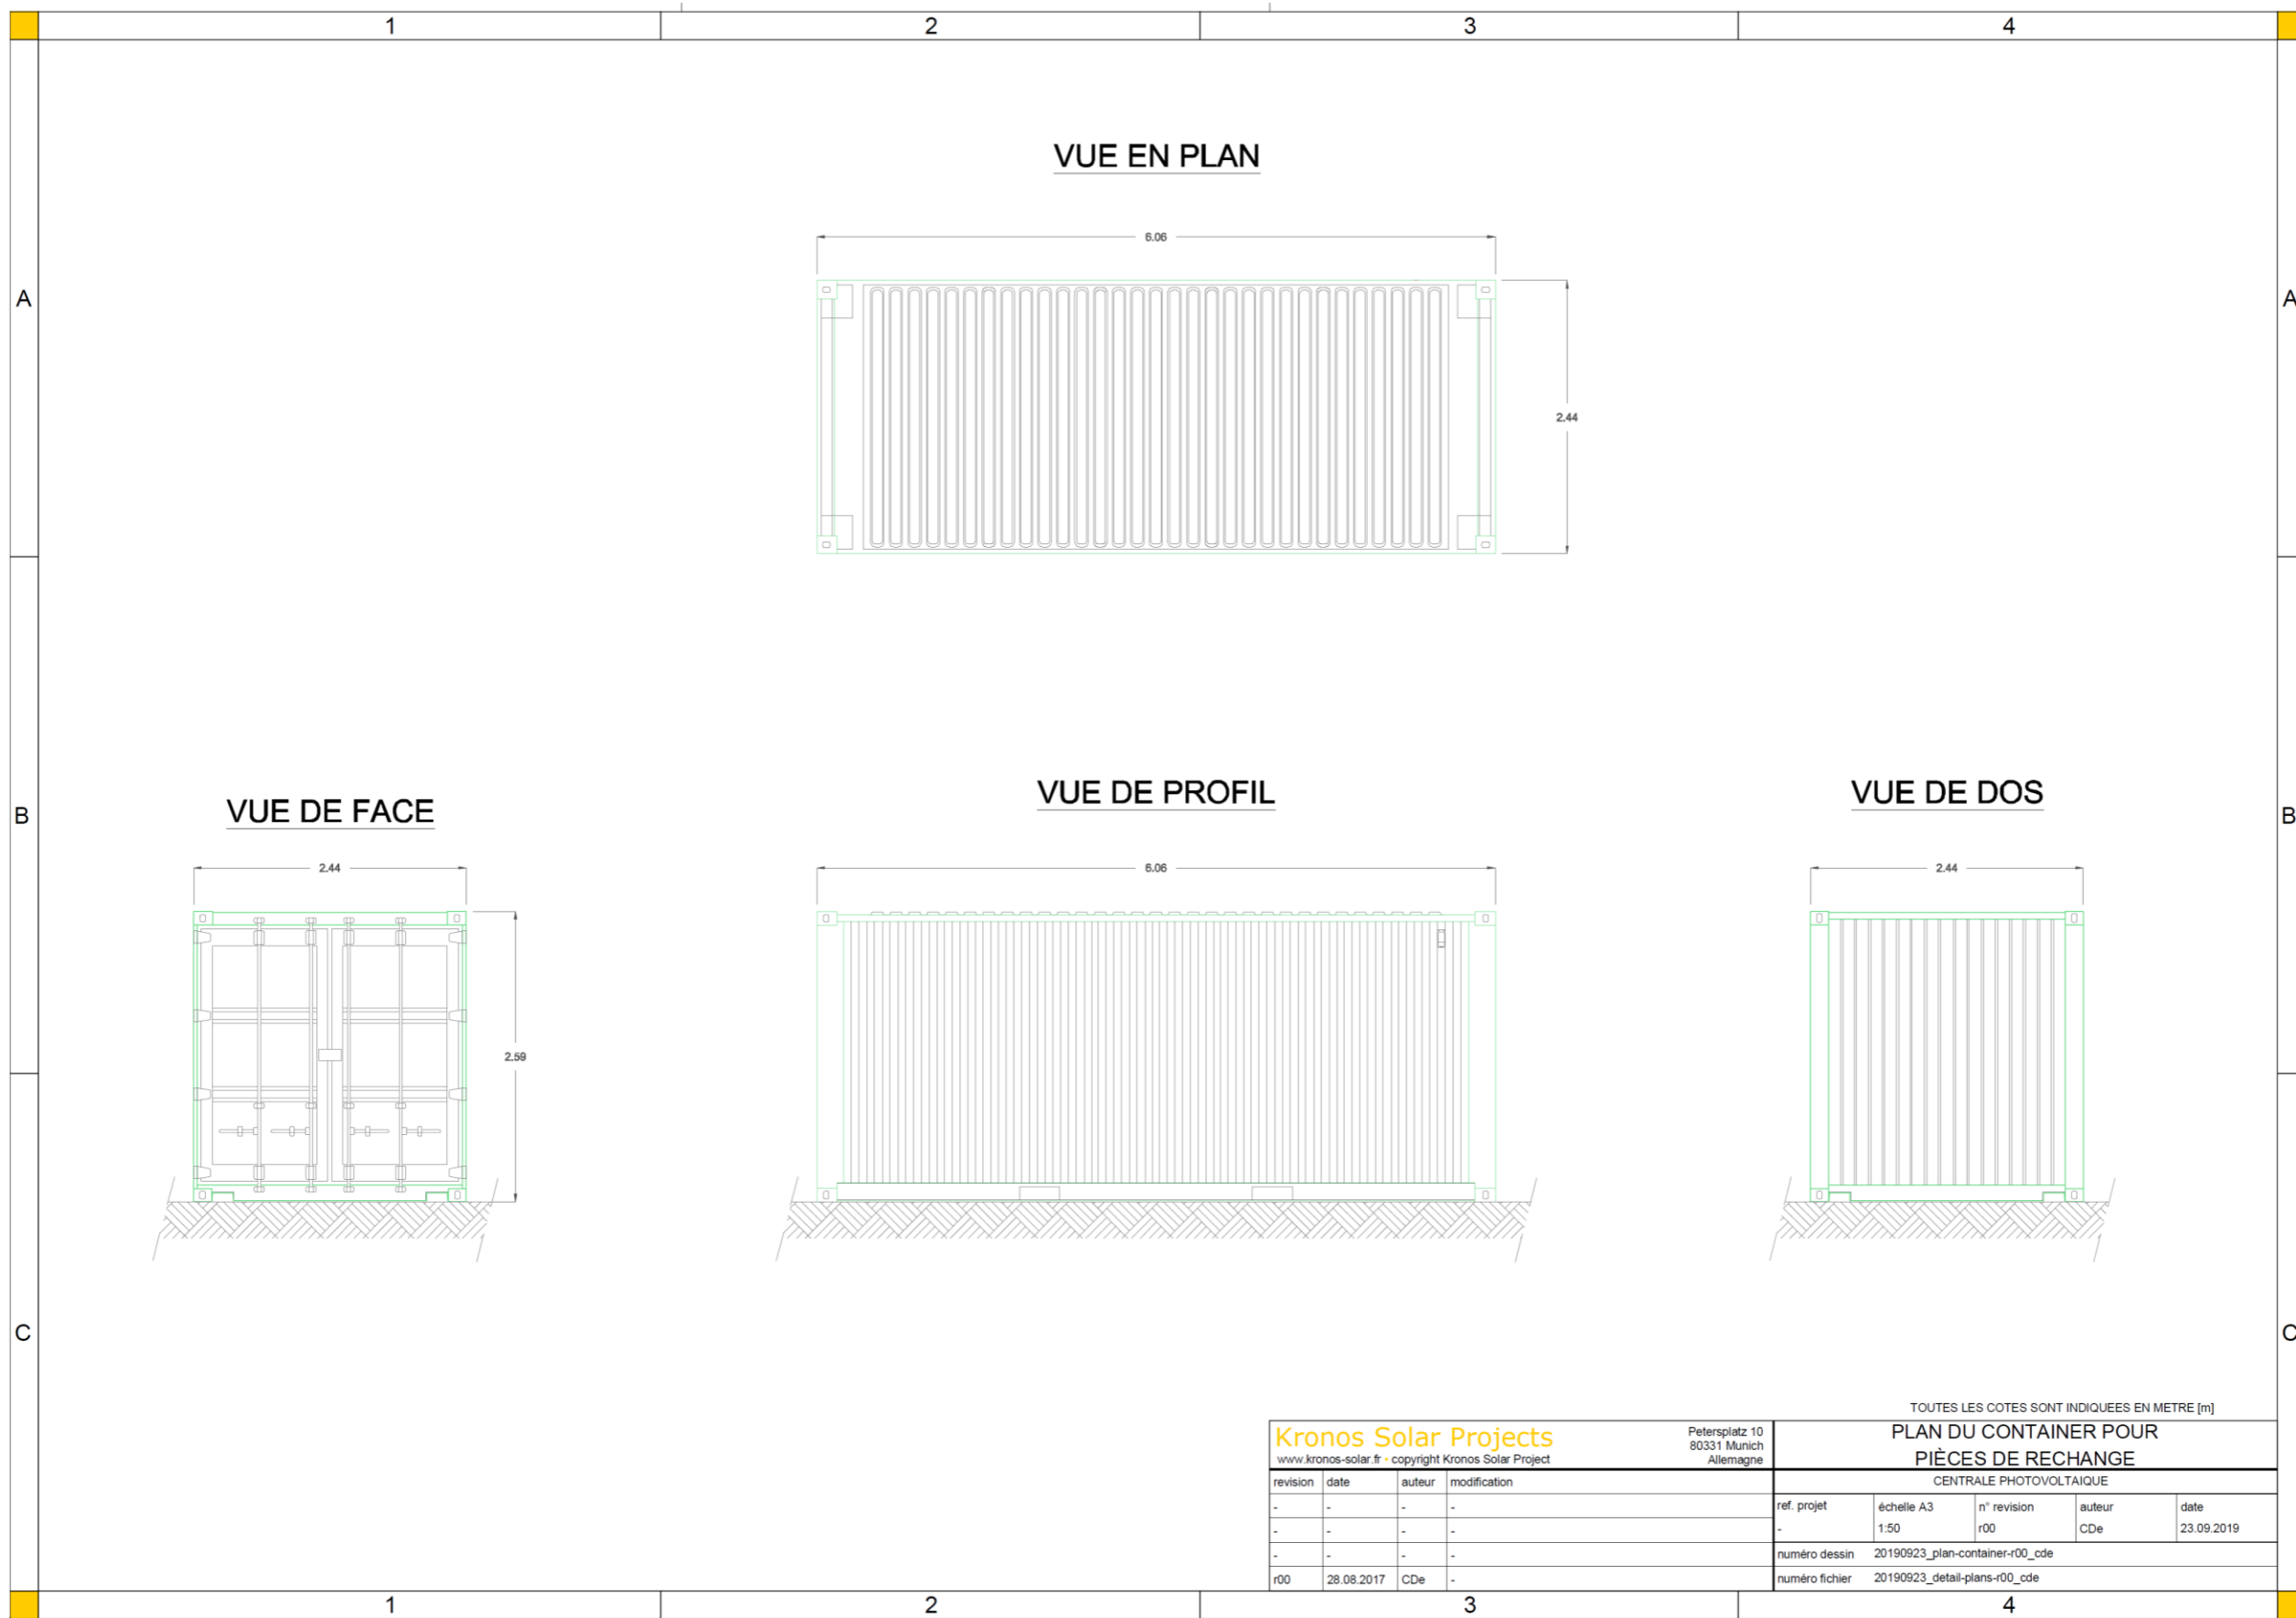 1 2 3 4
VUE EN PLAN
6.06
A A
2.44
VUE DE FACE
VUE DE PROFIL
VUE DE DOS
B B
2.44
6.06
2.44
2.59
C C
TOUTES LES COTES SONT INDIQUEES EN METRE [m]
Kronos Solar Projects
www.kronos-solar.fr - copyright Kronos Solar Project
Petersplatz 10
80331 Munich
Allemagne
PLAN DU CONTAINER POUR
PIÈCES DE RECHANGE
CENTRALE PHOTOVOLTAIQUE
revision date auteur modification
- - - -
- - - -
- - - -
r00 28.08.2017 CDe -
ref. projet échelle A3 n° revision auteur date
- 1:50 r00 CDe 23.09.2019
numéro dessin 20190923_plan-container-r00_cde
numéro fichier 20190923_detail-plans-r00_cde
1 2 3 4